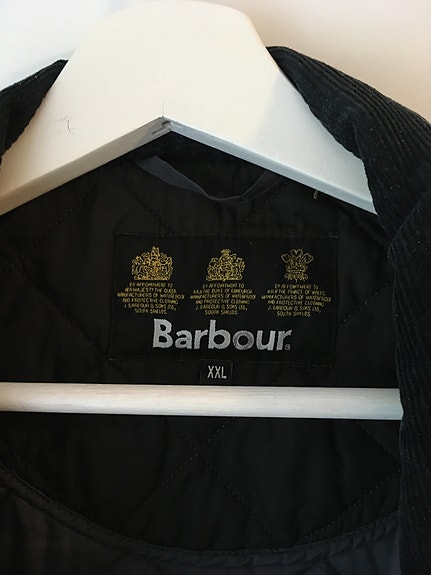 BY APPOINTMENT TO
HER MAJESTY THE QUEEN
MANUFACTURERS OF WATERPROOF
AND PROTECTIVE CLOTHING
J. BARBOUR & SONS LTD,
SOUTH SHIELDS.
BY APPOINTMENT TO
H.R.H. THE DUKE OF EDINBURGH
MANUFACTURERS OF WATERPROOF
AND PROTECTIVE CLOTHING
J. BARBOUR & SONS LTD,
SOUTH SHIELDS.
BY APPOINTMENT TO
H.R.H. THE PRINCE OF WALES
MANUFACTURERS OF WATERPROOF
AND PROTECTIVE CLOTHING
J. BARBOUR & SONS LTD,
SOUTH SHIELDS.
Barbour
XXL